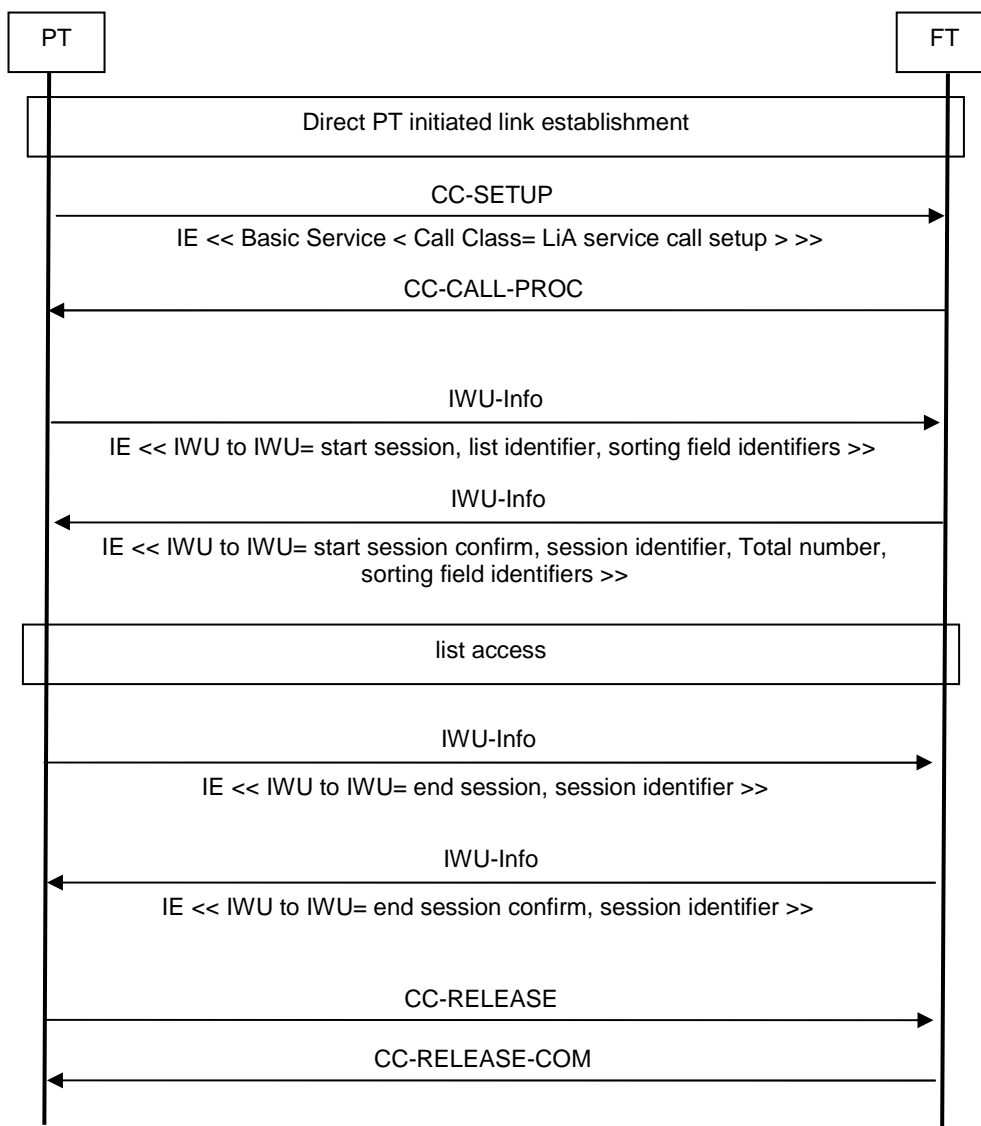 PT
FT
Direct PT initiated link establishment
CC-SETUP
IE << Basic Service < Call Class= LiA service call setup > >>
CC-CALL-PROC
IWU-Info
IE << IWU to IWU= start session, list identifier, sorting field identifiers >>
IWU-Info
IE << IWU to IWU= start session confirm, session identifier, Total number,
sorting field identifiers >>
list access
IWU-Info
IE << IWU to IWU= end session, session identifier >>
IWU-Info
IE << IWU to IWU= end session confirm, session identifier >>
CC-RELEASE
CC-RELEASE-COM